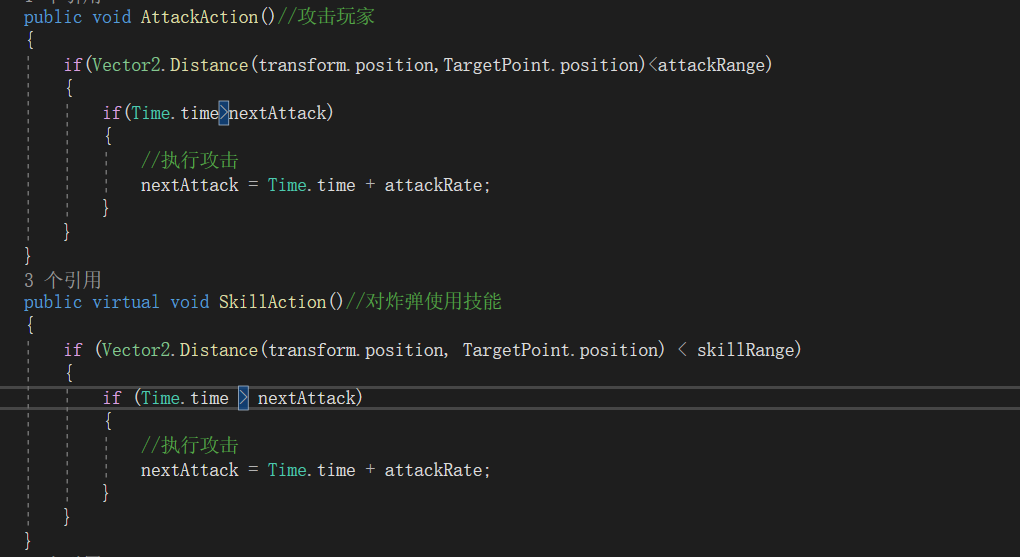 public void AttackAction()//攻击玩家
{
if(Vector2.Distance(transform.position,TargetPoint.position)<attackRange)
{
if(Time.time>nextAttack)
{
//执行攻击
nextAttack = Time.time + attackRate;
}
}
}
3 个引用
public virtual void SkillAction()//对炸弹使用技能
{
if (Vector2.Distance(transform.position, TargetPoint.position) < skillRange)
{
if (Time.time > nextAttack)
{
//执行攻击
nextAttack = Time.time + attackRate;
}
}
}